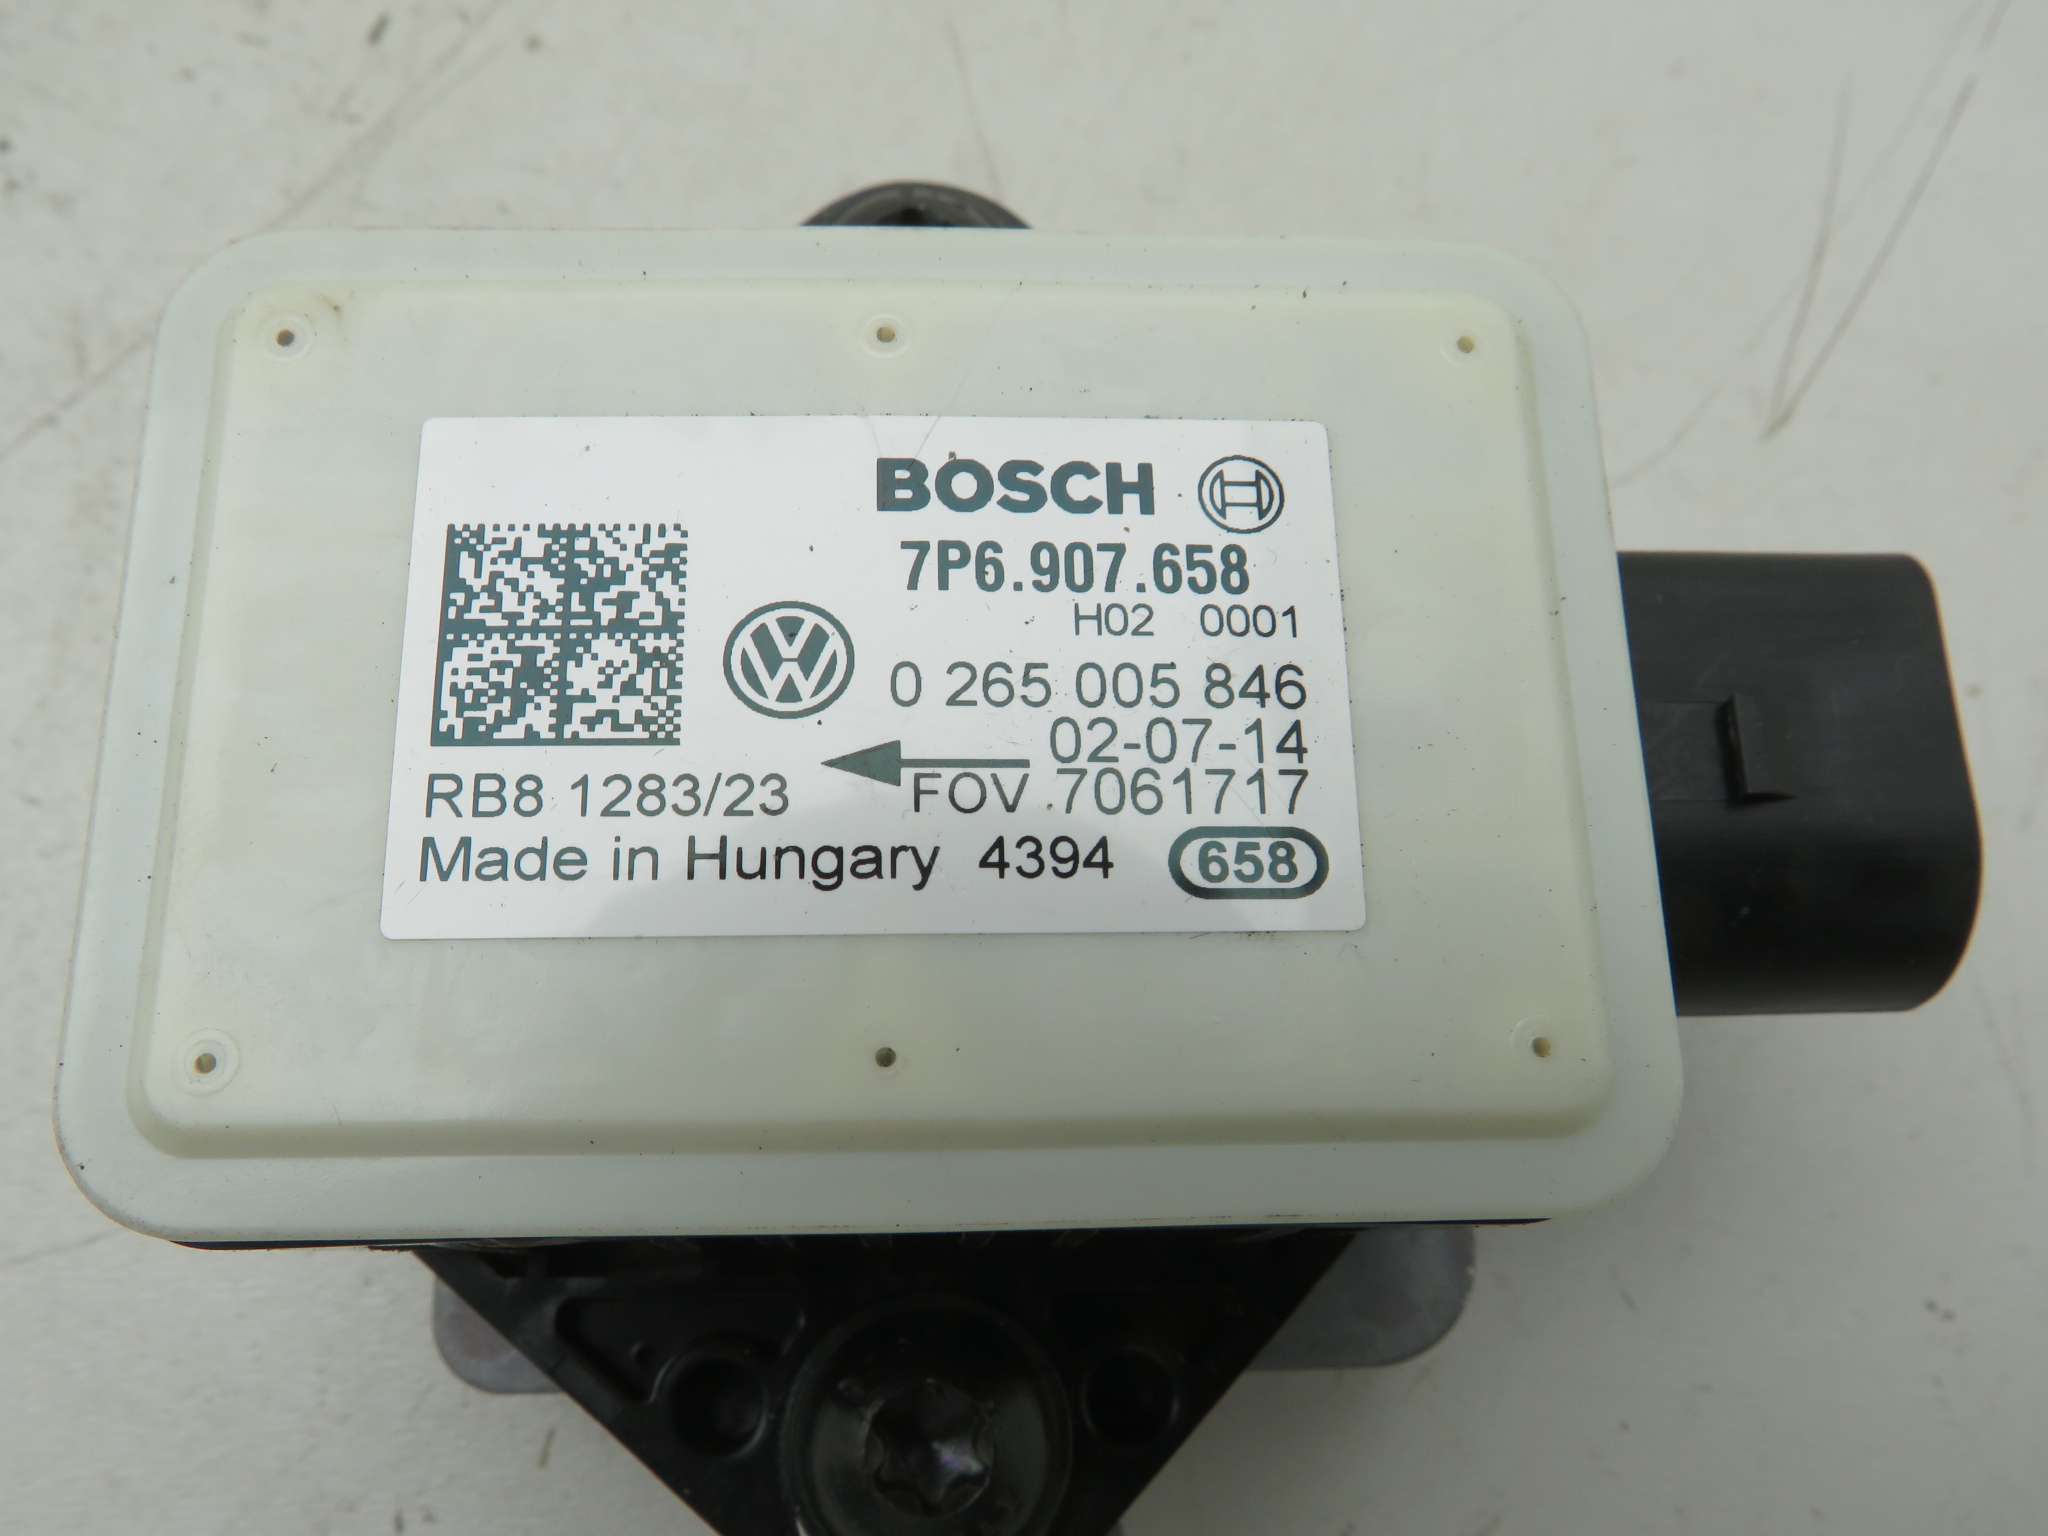 BOSCH
7P6.907.658
H02 0001
0 265 005 846
02-07-14
RB8 1283/23 FOV 7061717
Made in Hungary 4394 658